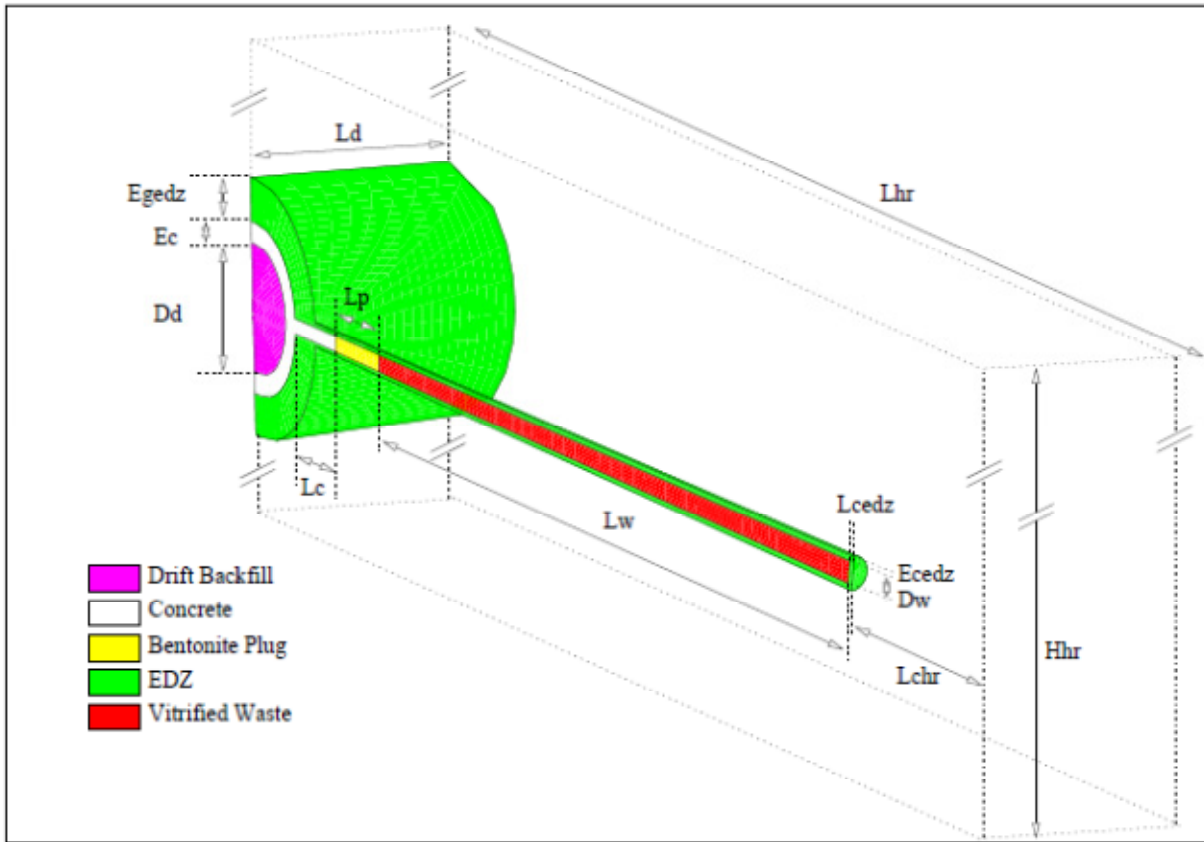 Ld
Lhr
Egedz
Ec
Lp
Dd
Lc
Lw
Lcedz
Ecedz
Dw
Hhr
Lchr
Drift Backfill
Concrete
Bentonite Plug
EDZ
Vitrified Waste